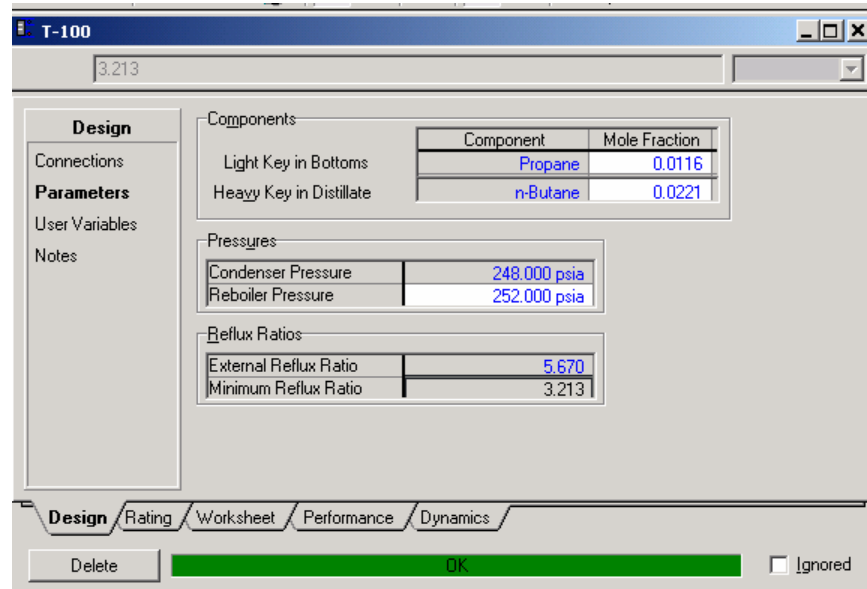 T-100
3.213
Design
Connections
Parameters
User Variables
Notes
Components
Component Mole Fraction
Light Key in Bottoms Propane 0.0116
Heavy Key in Distillate n-Butane 0.0221
Pressures
Condenser Pressure 248.000 psia
Reboiler Pressure 252.000 psia
Reflux Ratios
External Reflux Ratio 5.670
Minimum Reflux Ratio 3.213
Design Rating Worksheet Performance Dynamics
Delete OK Ignored